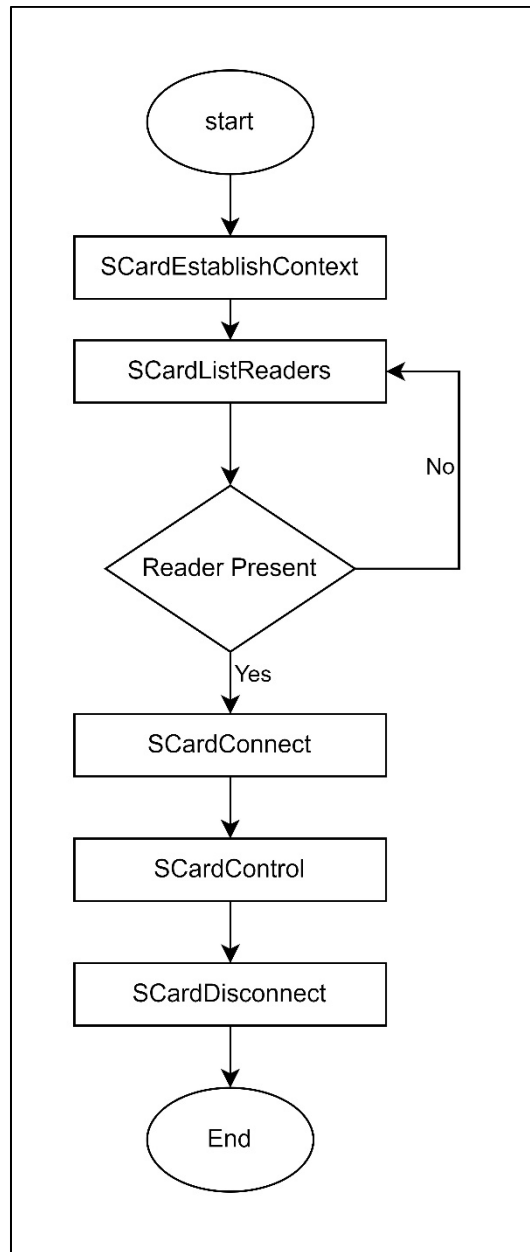 start
SCardEstablishContext
SCardListReaders
No
Reader Present
Yes
SCardConnect
SCardControl
SCardDisconnect
End